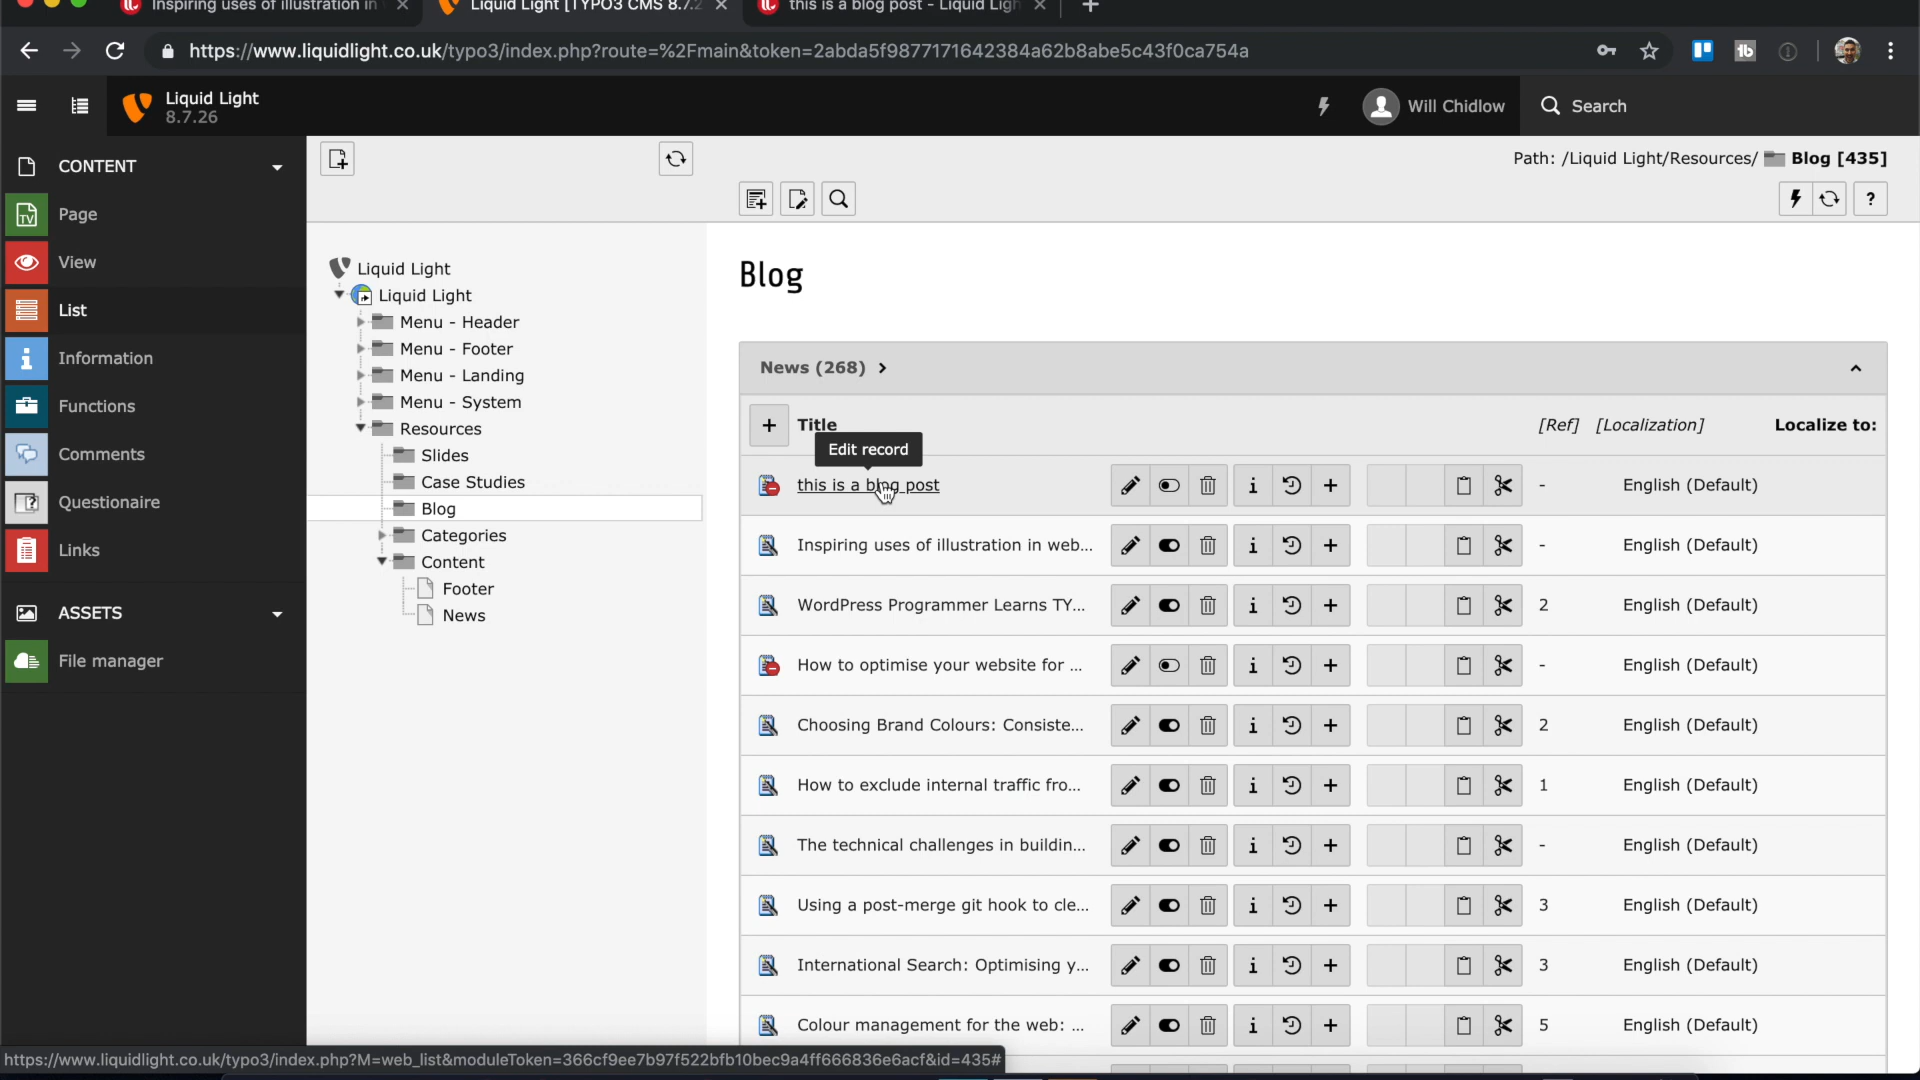 Inspiring uses of illustration in
Liquid Light [TYPO3 CMS 8.7.2
this is a blog post - Liquid Ligh
https://www.liquidlight.co.uk/typo3/index.php?route=%2Fmain&token=2abda5f9877171642384a62b8abe5c43f0ca754a
Liquid Light
8.7.26
Will Chidlow
Search
CONTENT
Page
View
List
Information
Functions
Comments
Questionaire
Links
ASSETS
File manager
Liquid Light
Liquid Light
Menu - Header
Menu - Footer
Menu - Landing
Menu - System
Resources
Slides
Case Studies
Blog
Categories
Content
Footer
News
Path: /Liquid Light/Resources/ Blog [435]
Blog
News (268)
Title [Ref] [Localization] Localize to:
Edit record
this is a blog post - English (Default)
Inspiring uses of illustration in web... - English (Default)
WordPress Programmer Learns TY... 2 English (Default)
How to optimise your website for ... - English (Default)
Choosing Brand Colours: Consiste... 2 English (Default)
How to exclude internal traffic fro... 1 English (Default)
The technical challenges in buildin... - English (Default)
Using a post-merge git hook to cle... 3 English (Default)
International Search: Optimising y... 3 English (Default)
Colour management for the web: ... 5 English (Default)
https://www.liquidlight.co.uk/typo3/index.php?M=web_list&moduleToken=366cf9ee7b97f522bfb10bec9a4ff666836e6acf&id=435#